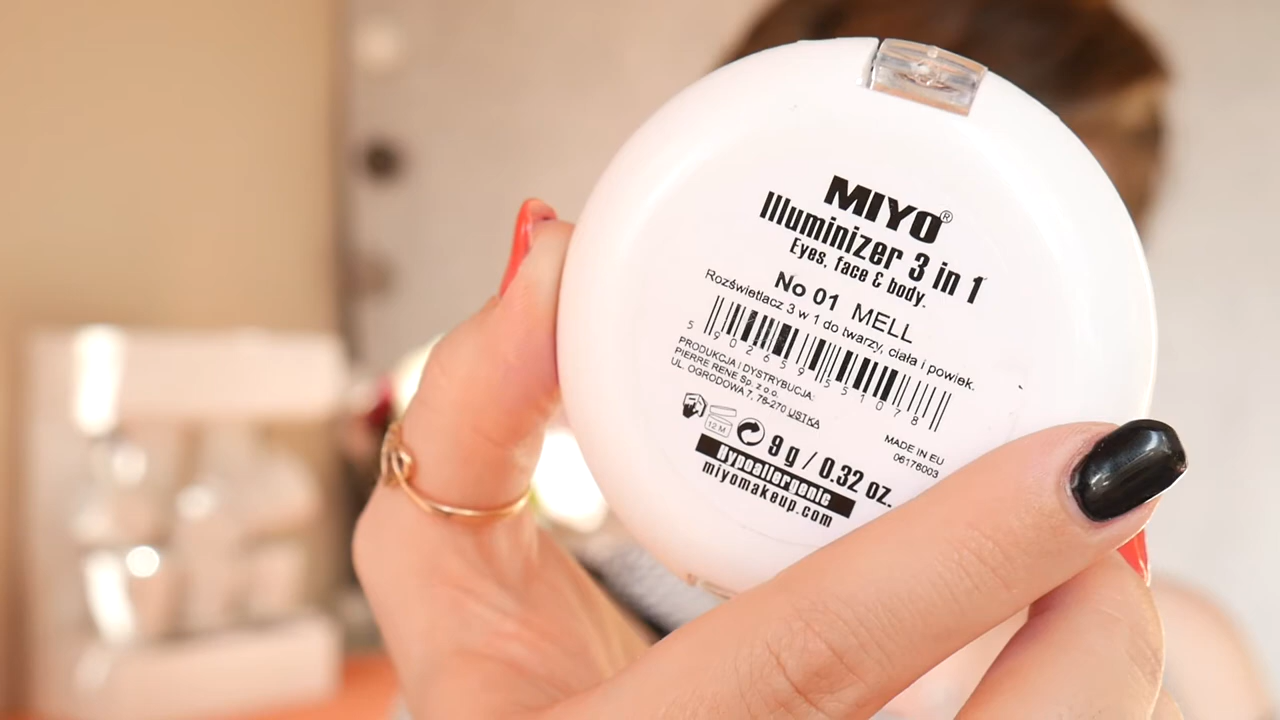 MIYO®
Illuminizer 3 in 1
Eyes, face & body.
No 01 MELL
Rozświetlacz 3 w 1 do twarzy, ciała i powiek.
5 902659 551078
PRODUKCJA i DYSTRYBUCJA:
PIERRE RENE Sp. z o.o.
UL. OGRODOWA 7, 76-270 USTKA
MADE IN EU
06176003
12 M
9 g / 0.32 oz.
Hypoallergenic
miyomakeup.com